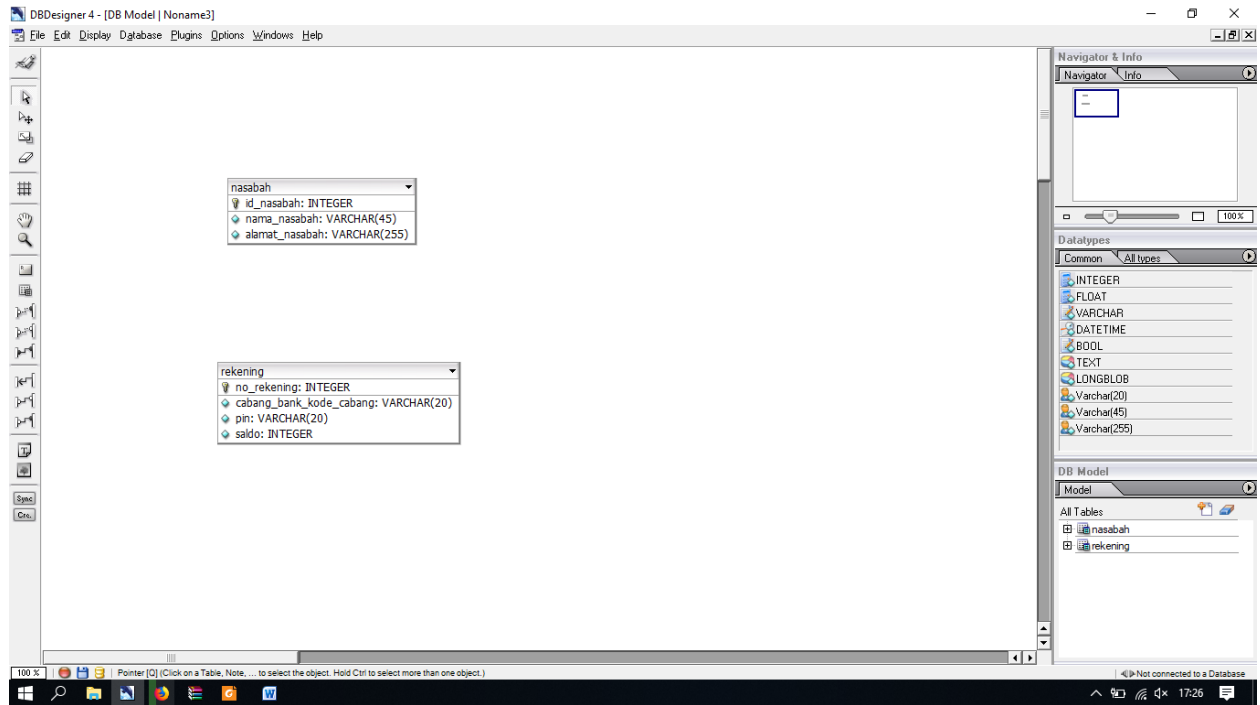 DBDesigner 4 - [DB Model | Noname3]
File Edit Display Database Plugins Options Windows Help
Navigator & Info
Navigator Info
100 %
nasabah
id_nasabah: INTEGER
nama_nasabah: VARCHAR(45)
alamat_nasabah: VARCHAR(255)
rekening
no_rekening: INTEGER
cabang_bank_kode_cabang: VARCHAR(20)
pin: VARCHAR(20)
saldo: INTEGER
Datatypes
Common All types
INTEGER
FLOAT
VARCHAR
DATETIME
BOOL
TEXT
LONGBLOB
Varchar(20)
Varchar(45)
Varchar(255)
DB Model
Model
All Tables
nasabah
rekening
Sync
Cre.
100 % Pointer [Q] (Click on a Table, Note, ... to select the object. Hold Ctrl to select more than one object.) Not connected to a Database
17:26